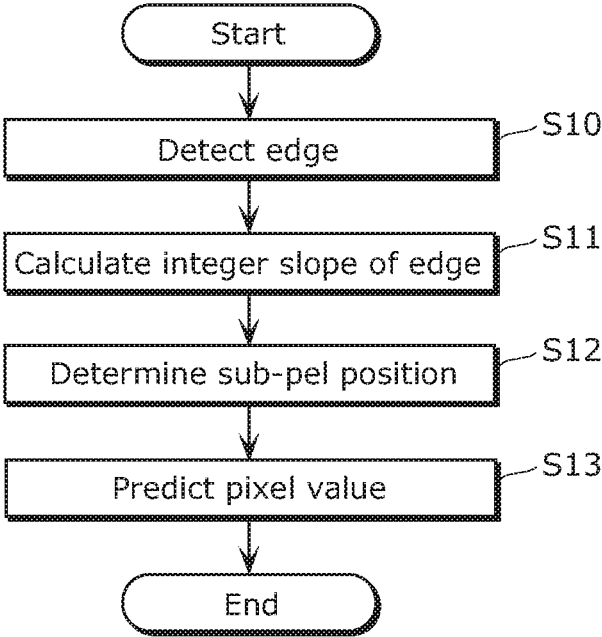 Start
Detect edge
S10
Calculate integer slope of edge
S11
Determine sub-pel position
S12
Predict pixel value
S13
End